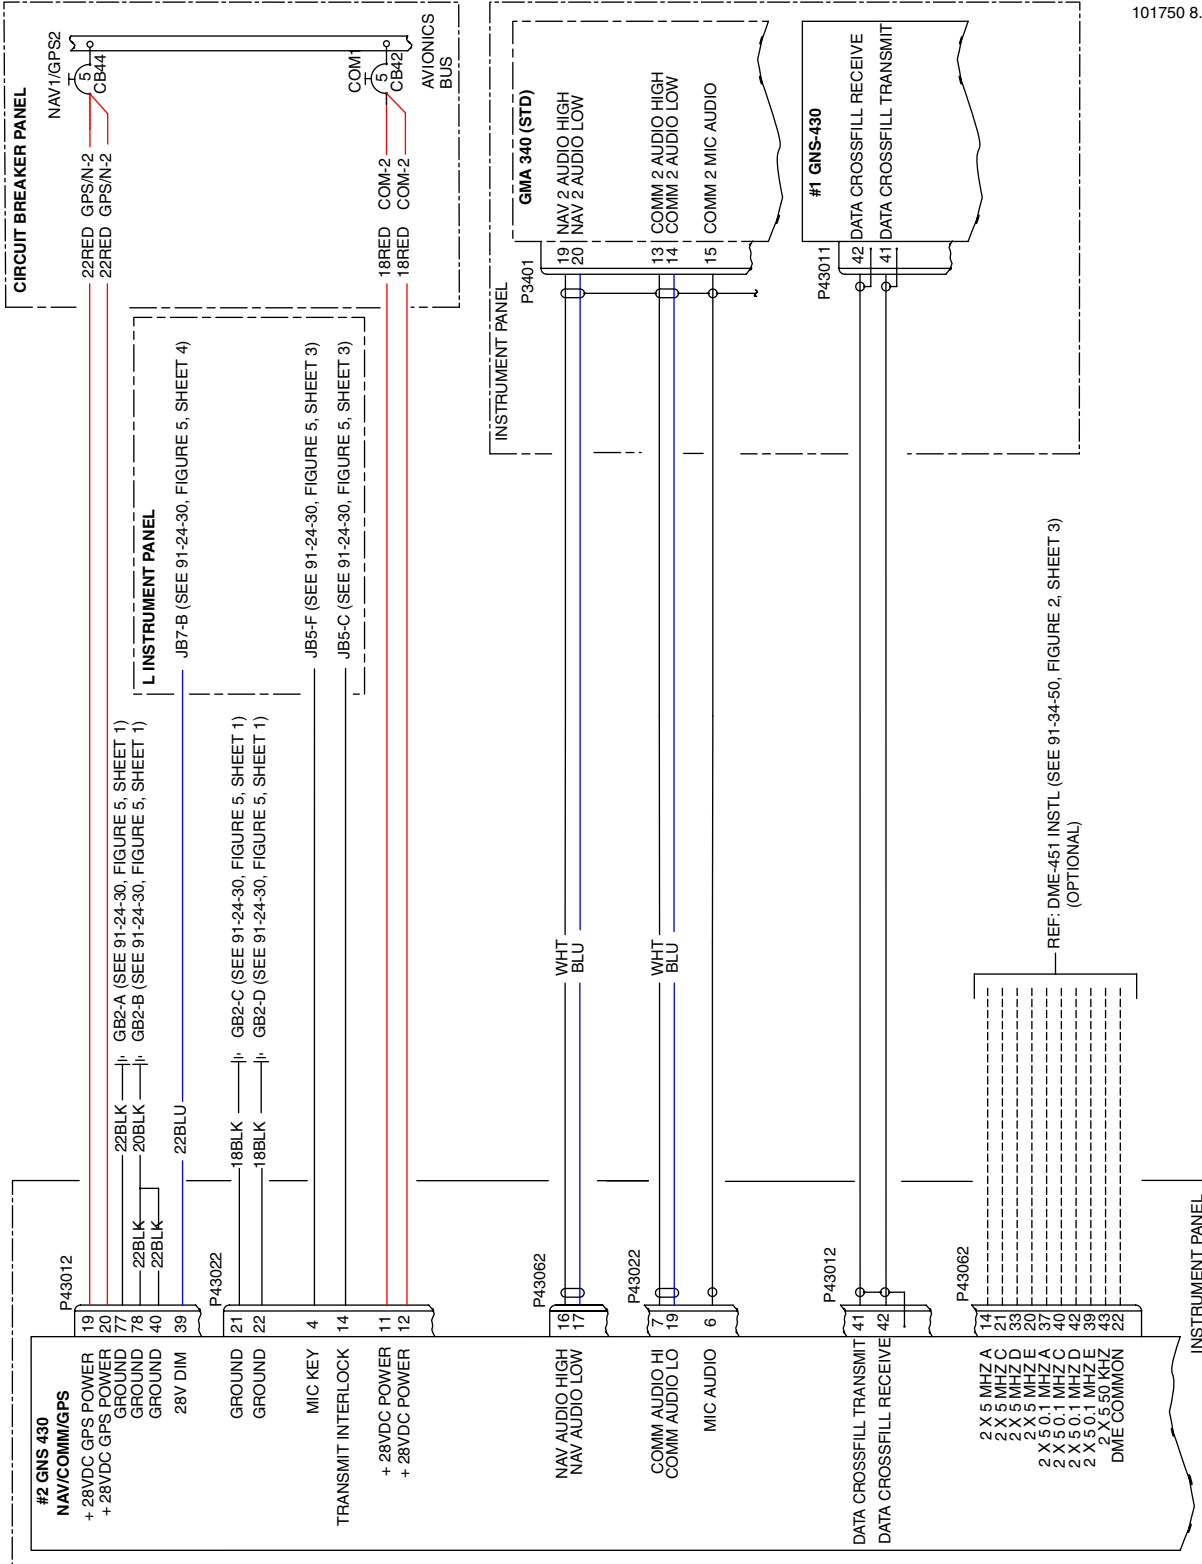 101750 8.
CIRCUIT BREAKER PANEL
NAV1/GPS2
5
CB44
COM1
5
CB42
AVIONICS
BUS
22RED GPS/N-2
22RED GPS/N-2
18RED COM-2
18RED COM-2
L INSTRUMENT PANEL
JB7-B (SEE 91-24-30, FIGURE 5, SHEET 4)
JB5-F (SEE 91-24-30, FIGURE 5, SHEET 3)
JB5-C (SEE 91-24-30, FIGURE 5, SHEET 3)
GB2-A (SEE 91-24-30, FIGURE 5, SHEET 1)
GB2-B (SEE 91-24-30, FIGURE 5, SHEET 1)
GB2-C (SEE 91-24-30, FIGURE 5, SHEET 1)
GB2-D (SEE 91-24-30, FIGURE 5, SHEET 1)
22BLK
20BLK
22BLU
18BLK
18BLK
22BLK
22BLK
INSTRUMENT PANEL
GMA 340 (STD)
P3401
19 NAV 2 AUDIO HIGH
20 NAV 2 AUDIO LOW
13 COMM 2 AUDIO HIGH
14 COMM 2 AUDIO LOW
15 COMM 2 MIC AUDIO
#1 GNS-430
P43011
42 DATA CROSSFILL RECEIVE
41 DATA CROSSFILL TRANSMIT
WHT
BLU
WHT
BLU
REF: DME-451 INSTL (SEE 91-34-50, FIGURE 2, SHEET 3)
(OPTIONAL)
#2 GNS 430
NAV/COMM/GPS
P43012
+ 28VDC GPS POWER 19
+ 28VDC GPS POWER 20
GROUND 77
GROUND 78
GROUND 40
28V DIM 39
P43022
GROUND 21
GROUND 22
MIC KEY 4
TRANSMIT INTERLOCK 14
+ 28VDC POWER 11
+ 28VDC POWER 12
P43062
NAV AUDIO HIGH 16
NAV AUDIO LOW 17
P43022
COMM AUDIO HI 7
COMM AUDIO LO 19
MIC AUDIO 6
P43012
DATA CROSSFILL TRANSMIT 41
DATA CROSSFILL RECEIVE 42
P43062
2 X 5 MHZ A 14
2 X 5 MHZ C 21
2 X 5 MHZ D 33
2 X 5 MHZ E 20
2 X 5 0.1 MHZ A 37
2 X 5 0.1 MHZ C 40
2 X 5 0.1 MHZ D 42
2 X 5 0.1 MHZ E 39
2 X 5 50 KHZ 43
DME COMMON 22
INSTRUMENT PANEL